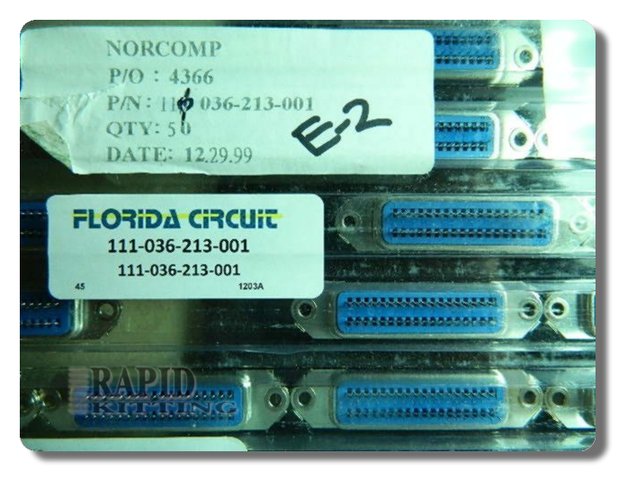 NORCOMP
P/O : 4366
P/N: 036-213-001
QTY: 50
DATE: 12.29.99
E-2
FLORIDA CIRCUIT
111-036-213-001
111-036-213-001
45 1203A
RAPID
KITTING